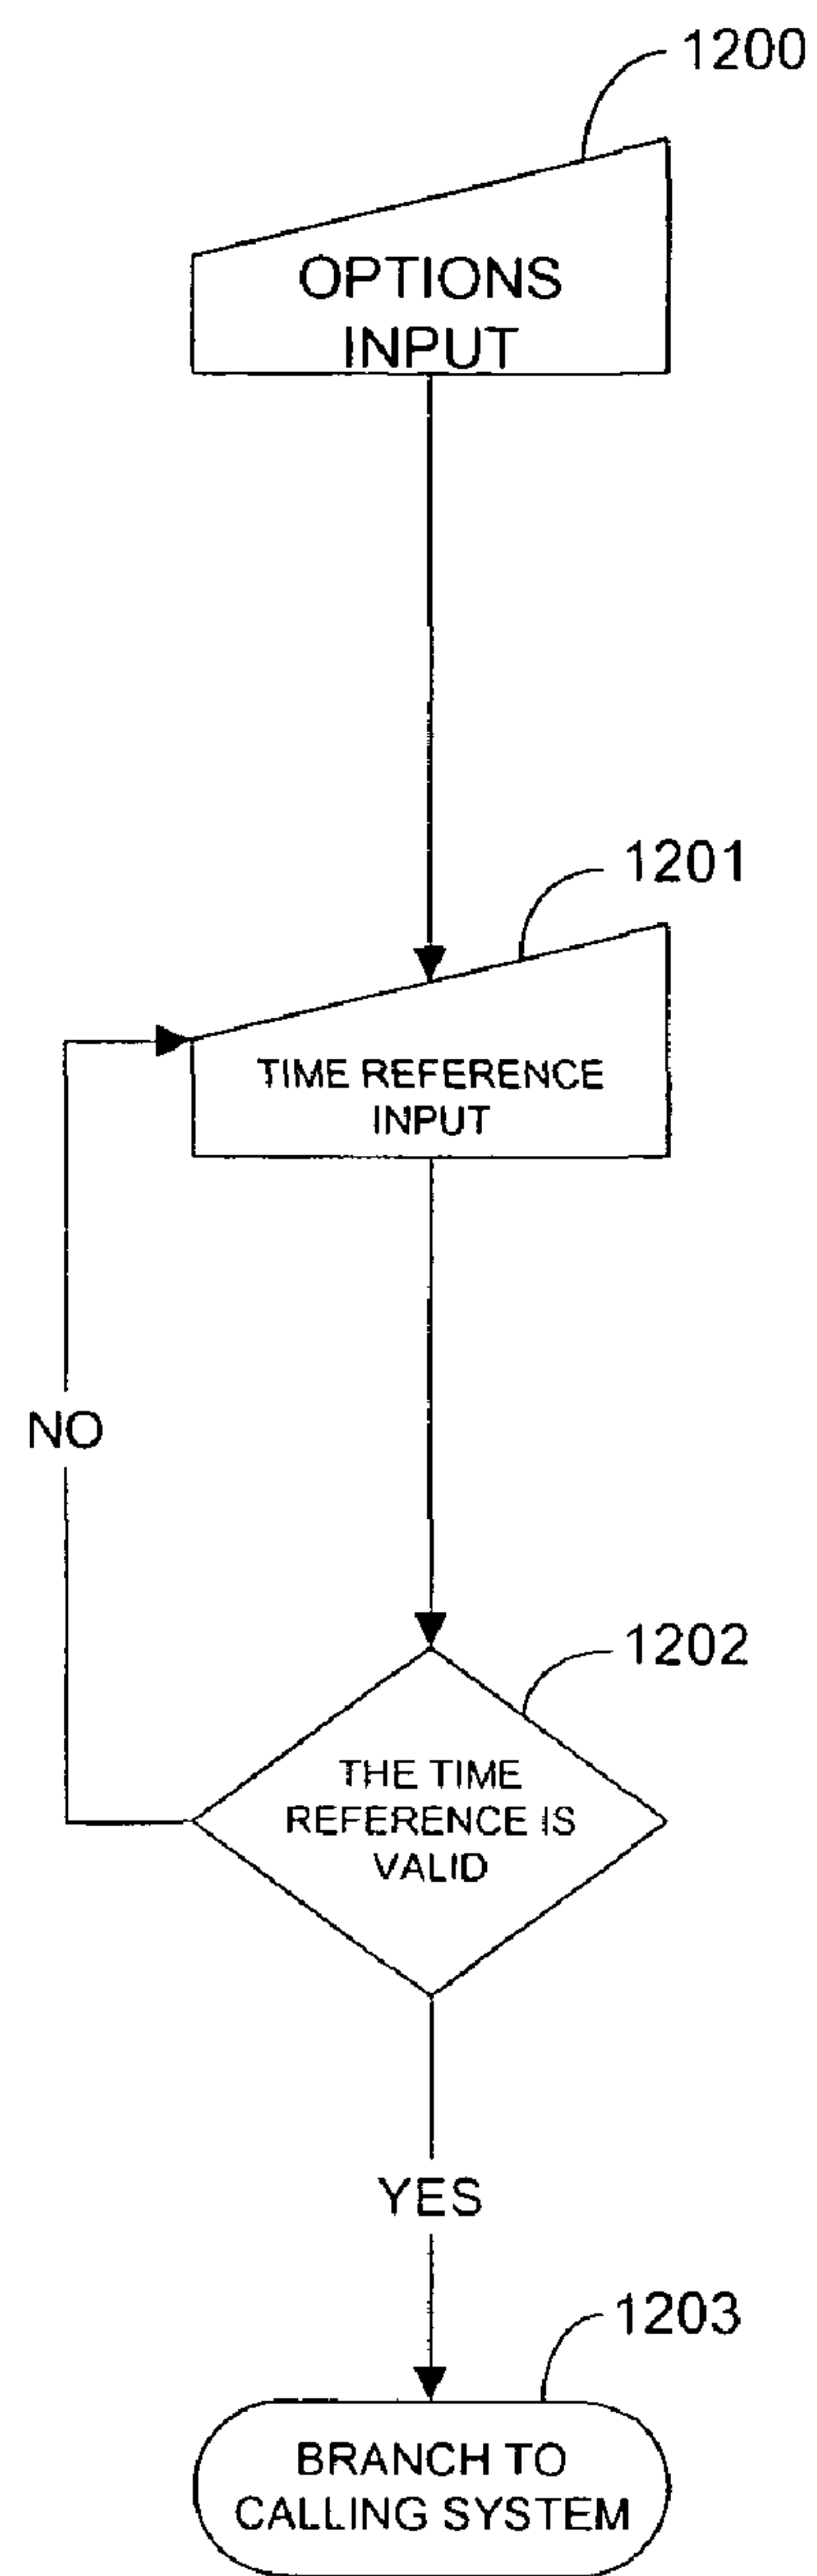 1200
OPTIONS
INPUT
1201
TIME REFERENCE
INPUT
NO
1202
THE TIME
REFERENCE IS
VALID
YES
1203
BRANCH TO
CALLING SYSTEM